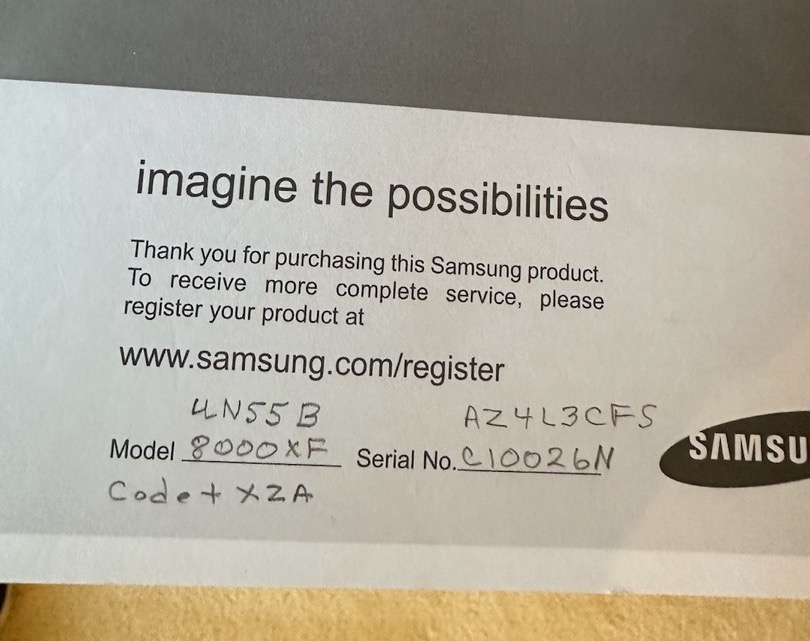 imagine the possibilities
Thank you for purchasing this Samsung product.
To receive more complete service, please
register your product at
www.samsung.com/register
UN55B AZ4L3CFS
Model 8000XF Serial No. C10026N
Code + XZA
SAMSU